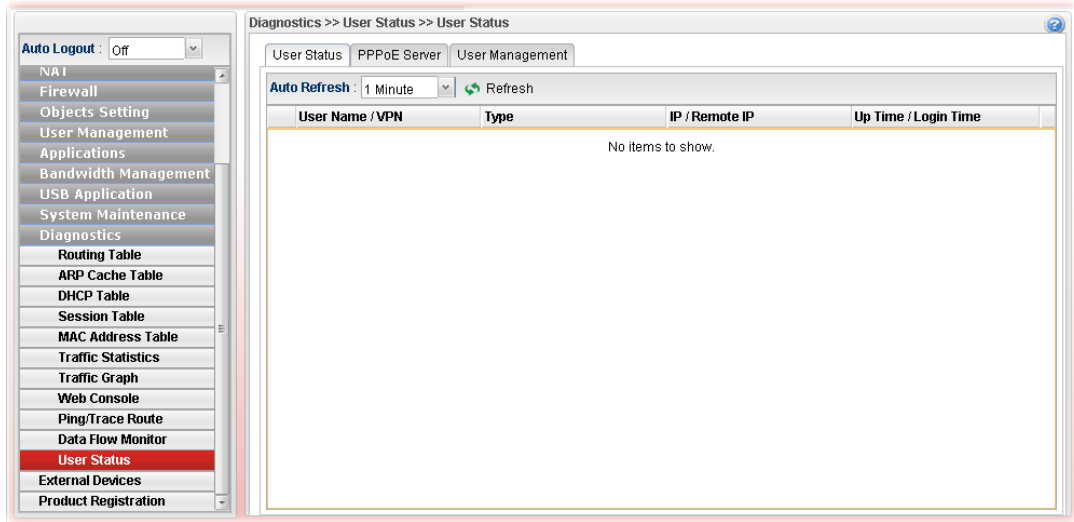 Diagnostics >> User Status >> User Status
Auto Logout : Off
NAT
Firewall
Objects Setting
User Management
Applications
Bandwidth Management
USB Application
System Maintenance
Diagnostics
Routing Table
ARP Cache Table
DHCP Table
Session Table
MAC Address Table
Traffic Statistics
Traffic Graph
Web Console
Ping/Trace Route
Data Flow Monitor
User Status
External Devices
Product Registration
User Status PPPoE Server User Management
Auto Refresh : 1 Minute Refresh
User Name / VPN Type IP / Remote IP Up Time / Login Time
No items to show.